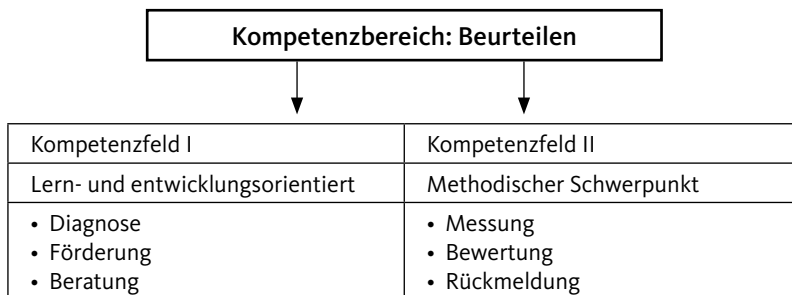 Kompetenzbereich: Beurteilen
Kompetenzfeld I
Kompetenzfeld II
Lern- und entwicklungsorientiert
Methodischer Schwerpunkt
• Diagnose
• Förderung
• Beratung
• Messung
• Bewertung
• Rückmeldung